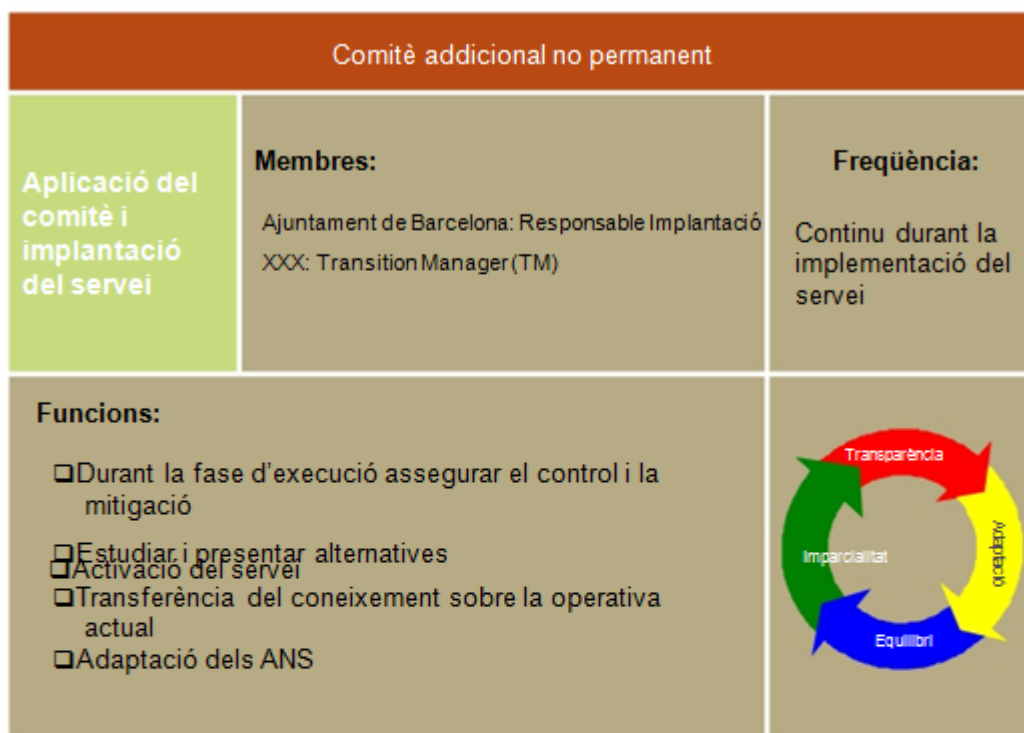 Comitè addicional no permanent
Aplicació del
comitè i
implantació
del servei
Membres:
Ajuntament de Barcelona: Responsable Implantació
XXX: Transition Manager (TM)
Freqüència:
Continu durant la
implementació del
servei
Funcions:
❑Durant la fase d’execució assegurar el control i la
mitigació
❑Estudiar i presentar alternatives
❑Activació del servei
❑Transferència del coneixement sobre la operativa
actual
❑Adaptació dels ANS
Transparència
Adaptació
Imparcialitat
Equilibri